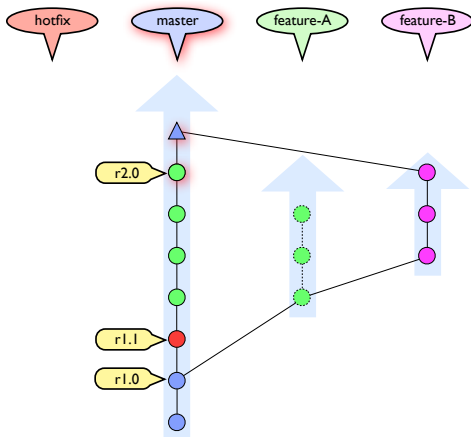 hotfix
master
feature-A
feature-B
r2.0
r1.1
r1.0